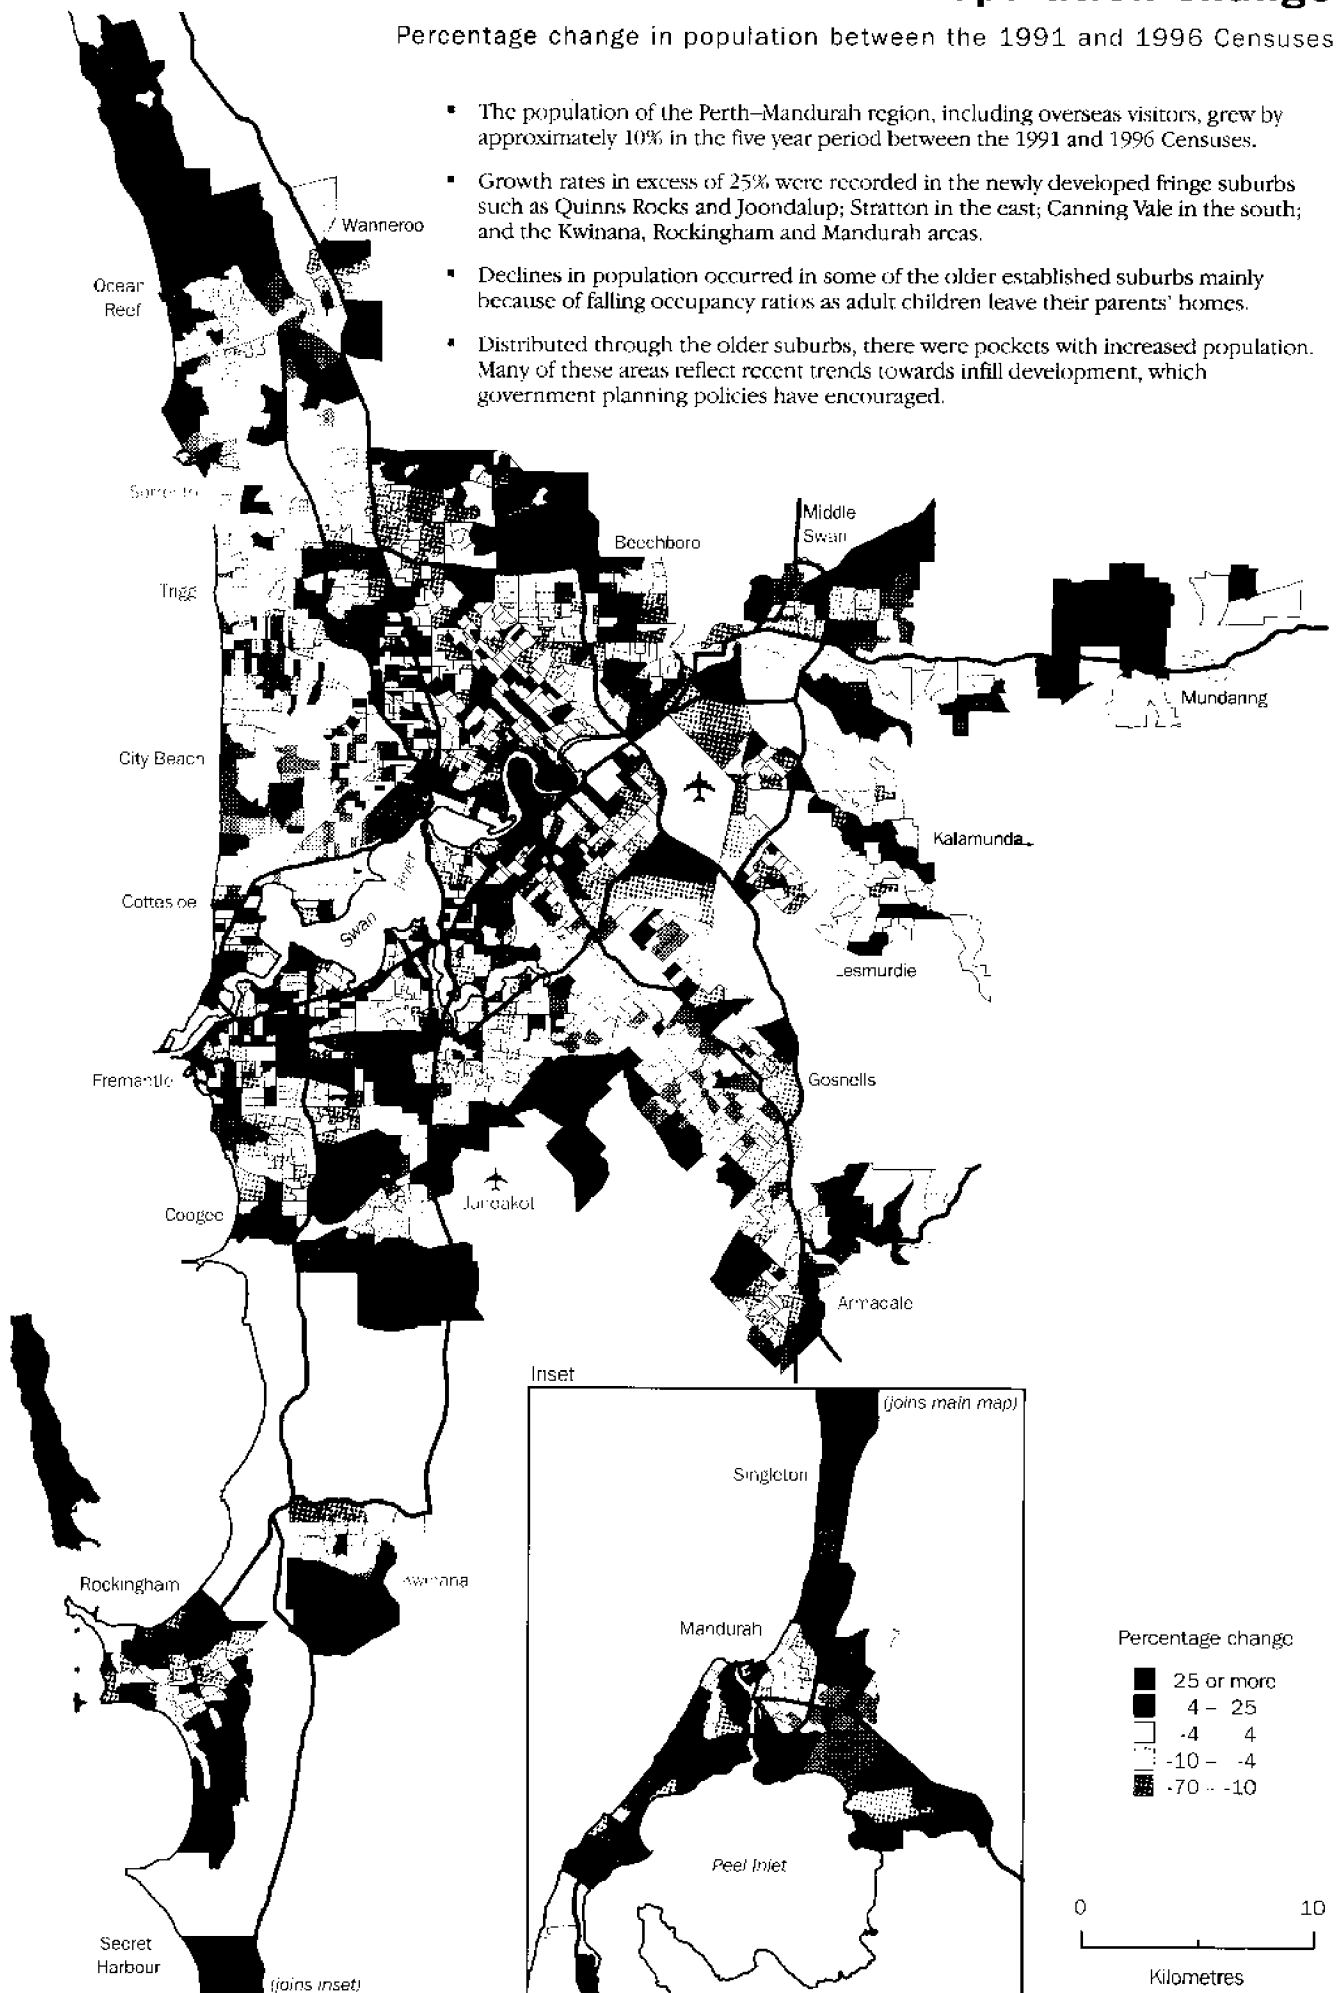 Percentage change in population between the 1991 and 1996 Censuses
▪ The population of the Perth–Mandurah region, including overseas visitors, grew by
approximately 10% in the five year period between the 1991 and 1996 Censuses.
▪ Growth rates in excess of 25% were recorded in the newly developed fringe suburbs
such as Quinns Rocks and Joondalup; Stratton in the east; Canning Vale in the south;
and the Kwinana, Rockingham and Mandurah areas.
▪ Declines in population occurred in some of the older established suburbs mainly
because of falling occupancy ratios as adult children leave their parents' homes.
▪ Distributed through the older suburbs, there were pockets with increased population.
Many of these areas reflect recent trends towards infill development, which
government planning policies have encouraged.
Wanneroo
Ocean
Reef
Sorrento
Middle
Swan
Beechboro
Trigg
Mundaring
City Beach
Kalamunda
Cottesloe
Swan
River
Lesmurdie
Fremantle
Gosnells
Jandakot
Coogee
Armadale
Inset
(joins main map)
Singleton
Kwinana
Rockingham
Mandurah
Percentage change
25 or more
4 – 25
-4 4
-10 – -4
-70 – -10
Peel Inlet
0 10
Kilometres
Secret
Harbour
(joins inset)